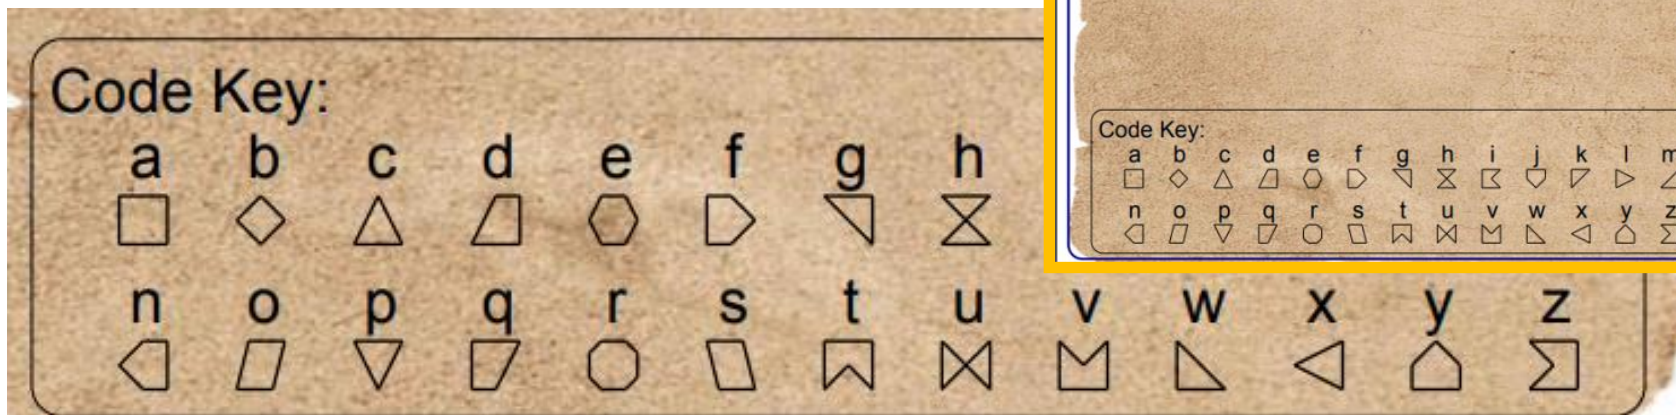 Code Key:
a b c d e f g h
n o p q r s t u v w x y z
Code Key:
a b c d e f g h i j k l m
n o p q r s t u v w x y z